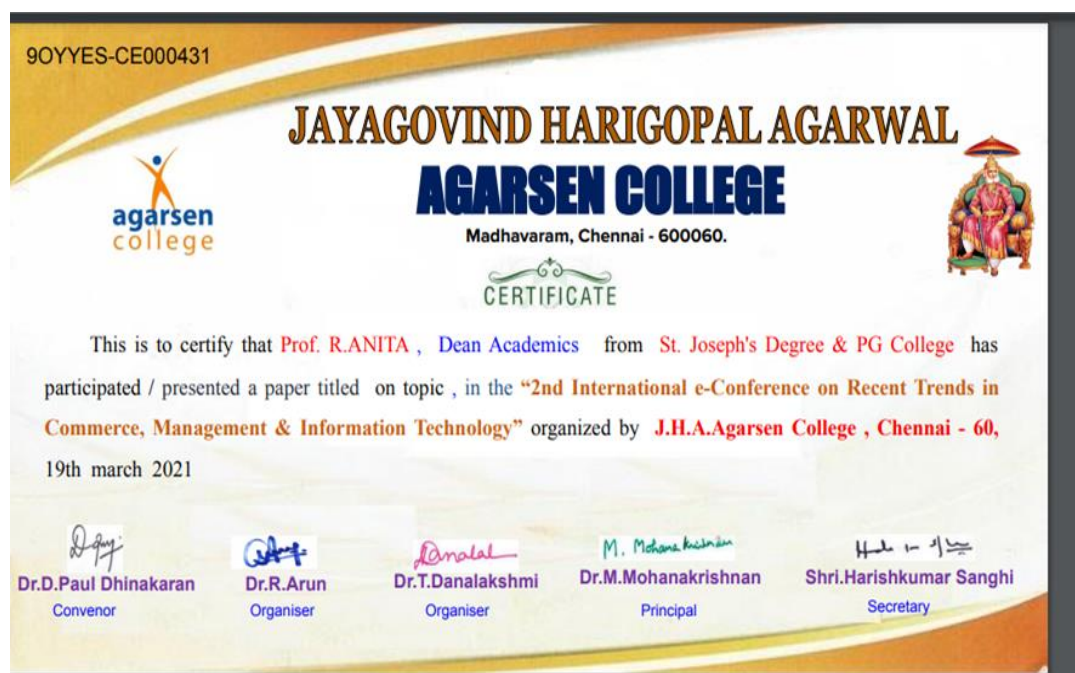 9OYYES-CE000431
JAYAGOVIND HARIGOPAL AGARWAL
agarsen
college
AGARSEN COLLEGE
Madhavaram, Chennai - 600060.
CERTIFICATE
This is to certify that Prof. R.ANITA , Dean Academics from St. Joseph's Degree & PG College has
participated / presented a paper titled on topic , in the “2nd International e-Conference on Recent Trends in
Commerce, Management & Information Technology” organized by J.H.A.Agarsen College , Chennai - 60,
19th march 2021
M. Mohanakrishnan
Dr.D.Paul Dhinakaran Dr.R.Arun Dr.T.Danalakshmi Dr.M.Mohanakrishnan Shri.Harishkumar Sanghi
Convenor Organiser Organiser Principal Secretary